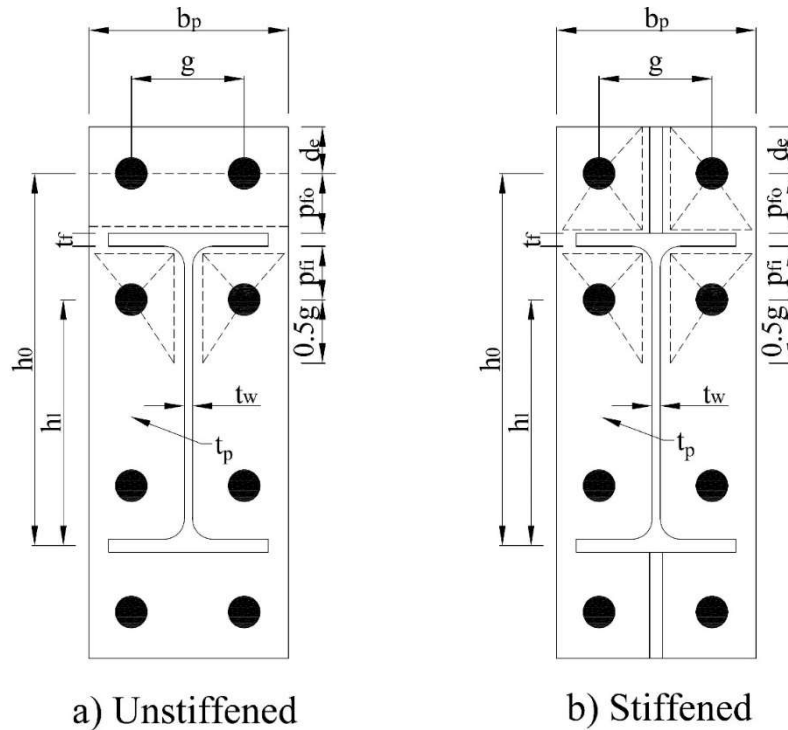 bp
g
de
pfo
tf
pfi
0.5g
h0
h1
tw
tp
a) Unstiffened
bp
g
de
pfo
tf
pfi
0.5g
h0
h1
tw
tp
b) Stiffened